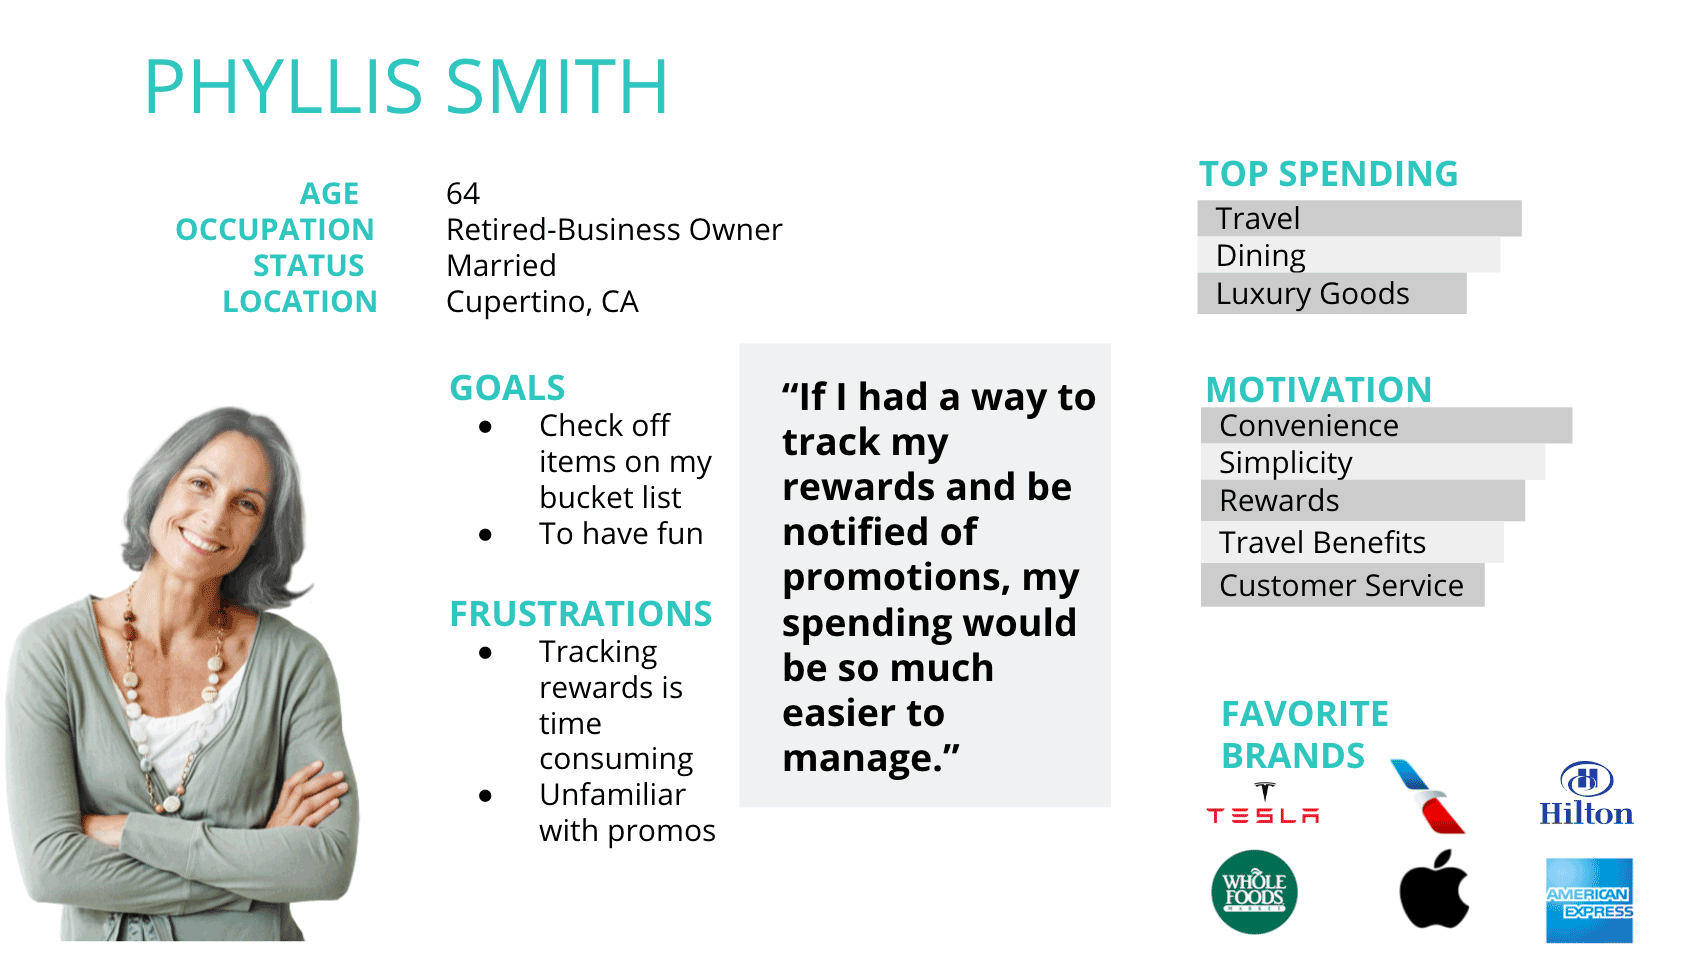 PHYLLIS SMITH
AGE 64
OCCUPATION Retired-Business Owner
STATUS Married
LOCATION Cupertino, CA
GOALS
● Check off
items on my
bucket list
● To have fun
FRUSTRATIONS
● Tracking
rewards is
time
consuming
● Unfamiliar
with promos
“If I had a way to
track my
rewards and be
notified of
promotions, my
spending would
be so much
easier to
manage.”
TOP SPENDING
Travel
Dining
Luxury Goods
MOTIVATION
Convenience
Simplicity
Rewards
Travel Benefits
Customer Service
FAVORITE
BRANDS
TESLA
H
Hilton
WHOLE
FOODS
MARKET
AMERICAN
EXPRESS